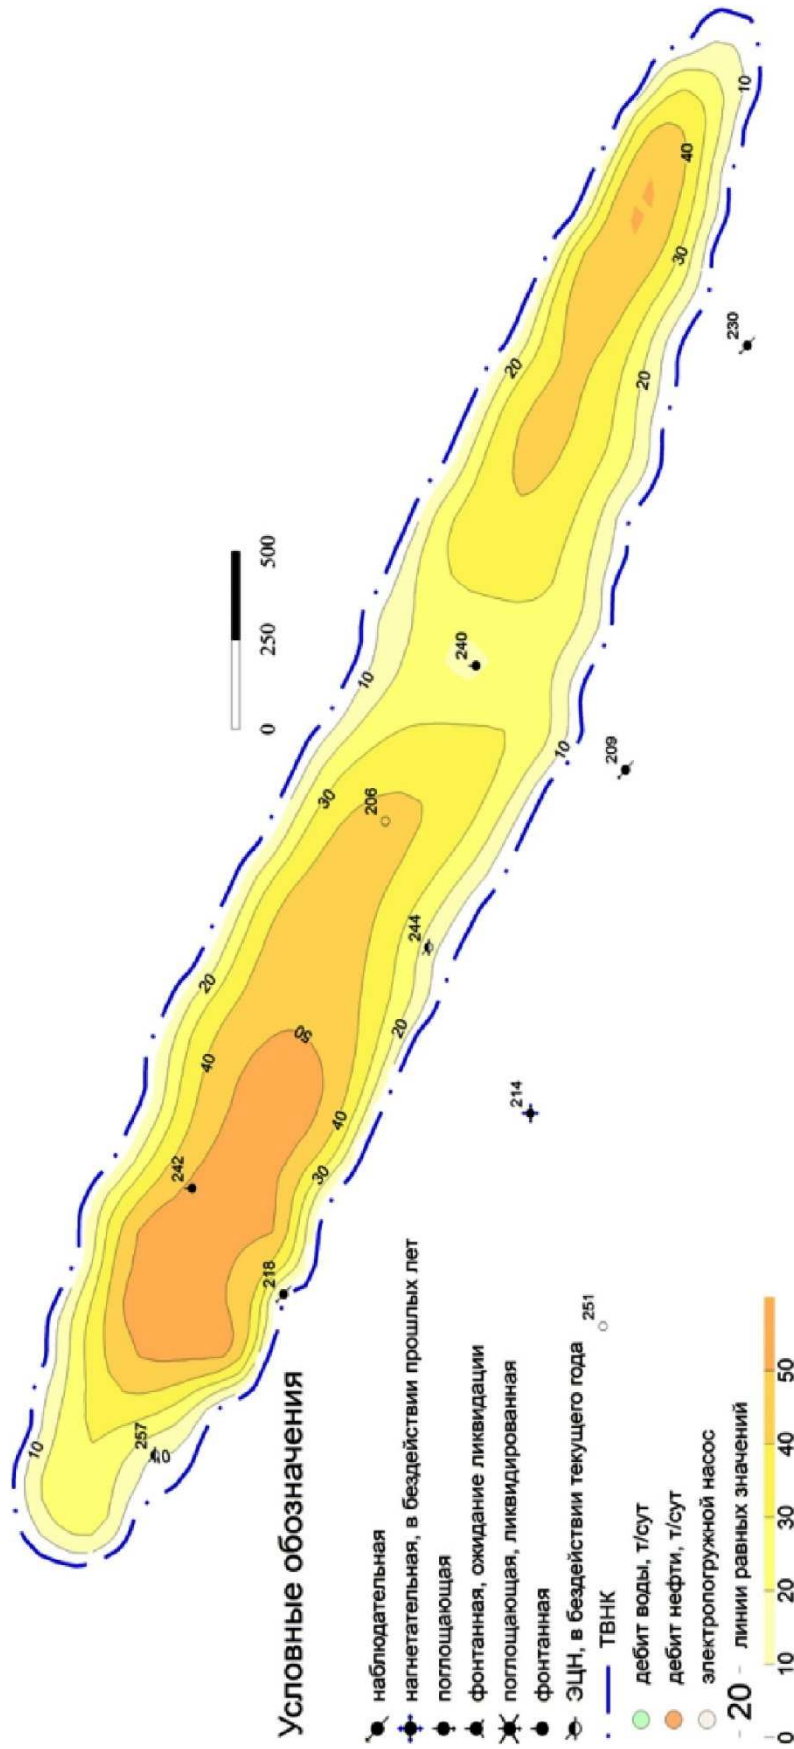 10
40
30
20
20
230
0 250 500
240
10
10
209
30
206
244
20
20
50
40
40
30
242
214
218
10
257
10
251
Условные обозначения
наблюдательная
нагнетательная, в бездействии прошлых лет
поглощающая
фонтанная, ожидание ликвидации
поглощающая, ликвидированная
фонтанная
ЭЦН, в бездействии текущего года
ТВНК
дебит воды, т/сут
дебит нефти, т/сут
электропогружной насос
- 20 - линии равных значений
0 10 20 30 40 50